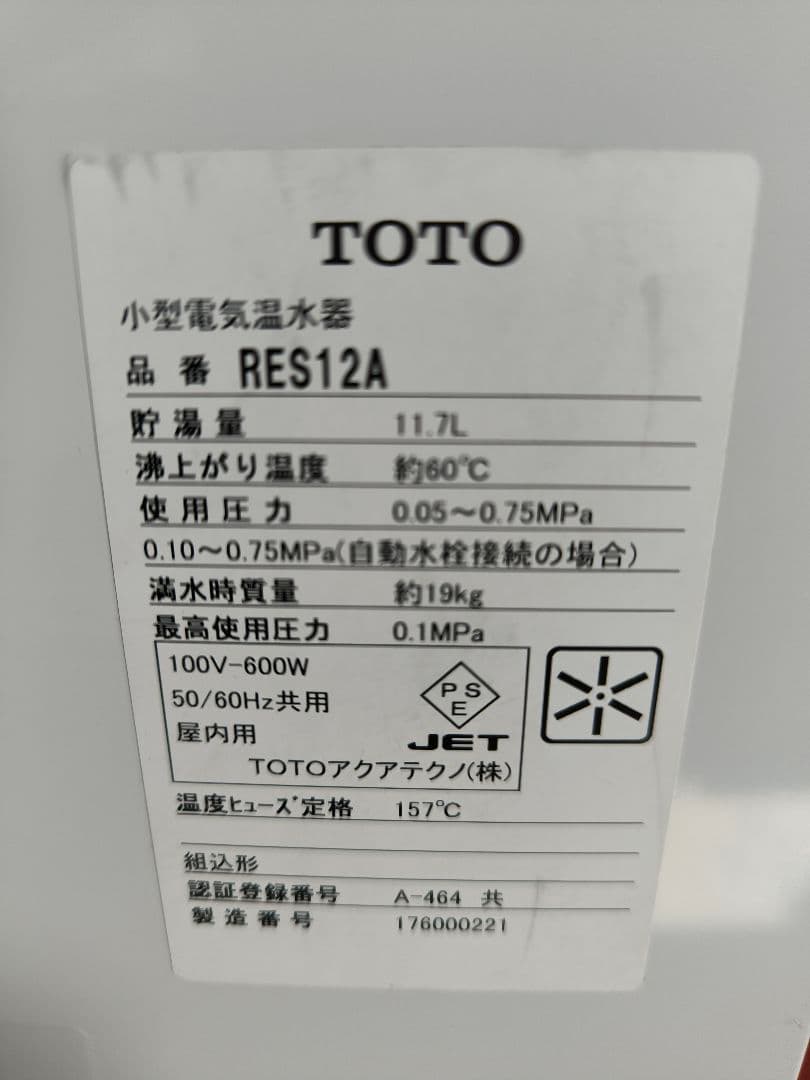 TOTO
小型電気温水器
品番 RES12A
貯湯量 11.7L
沸上がり温度 約60℃
使用圧力 0.05～0.75MPa
0.10～0.75MPa(自動水栓接続の場合)
満水時質量 約19kg
最高使用圧力 0.1MPa
100V-600W
50/60Hz共用
屋内用
PSE
JET
TOTOアクアテクノ(株)
温度ヒューズ定格 157℃
組込形
認証登録番号 A-464 共
製造番号 176000221